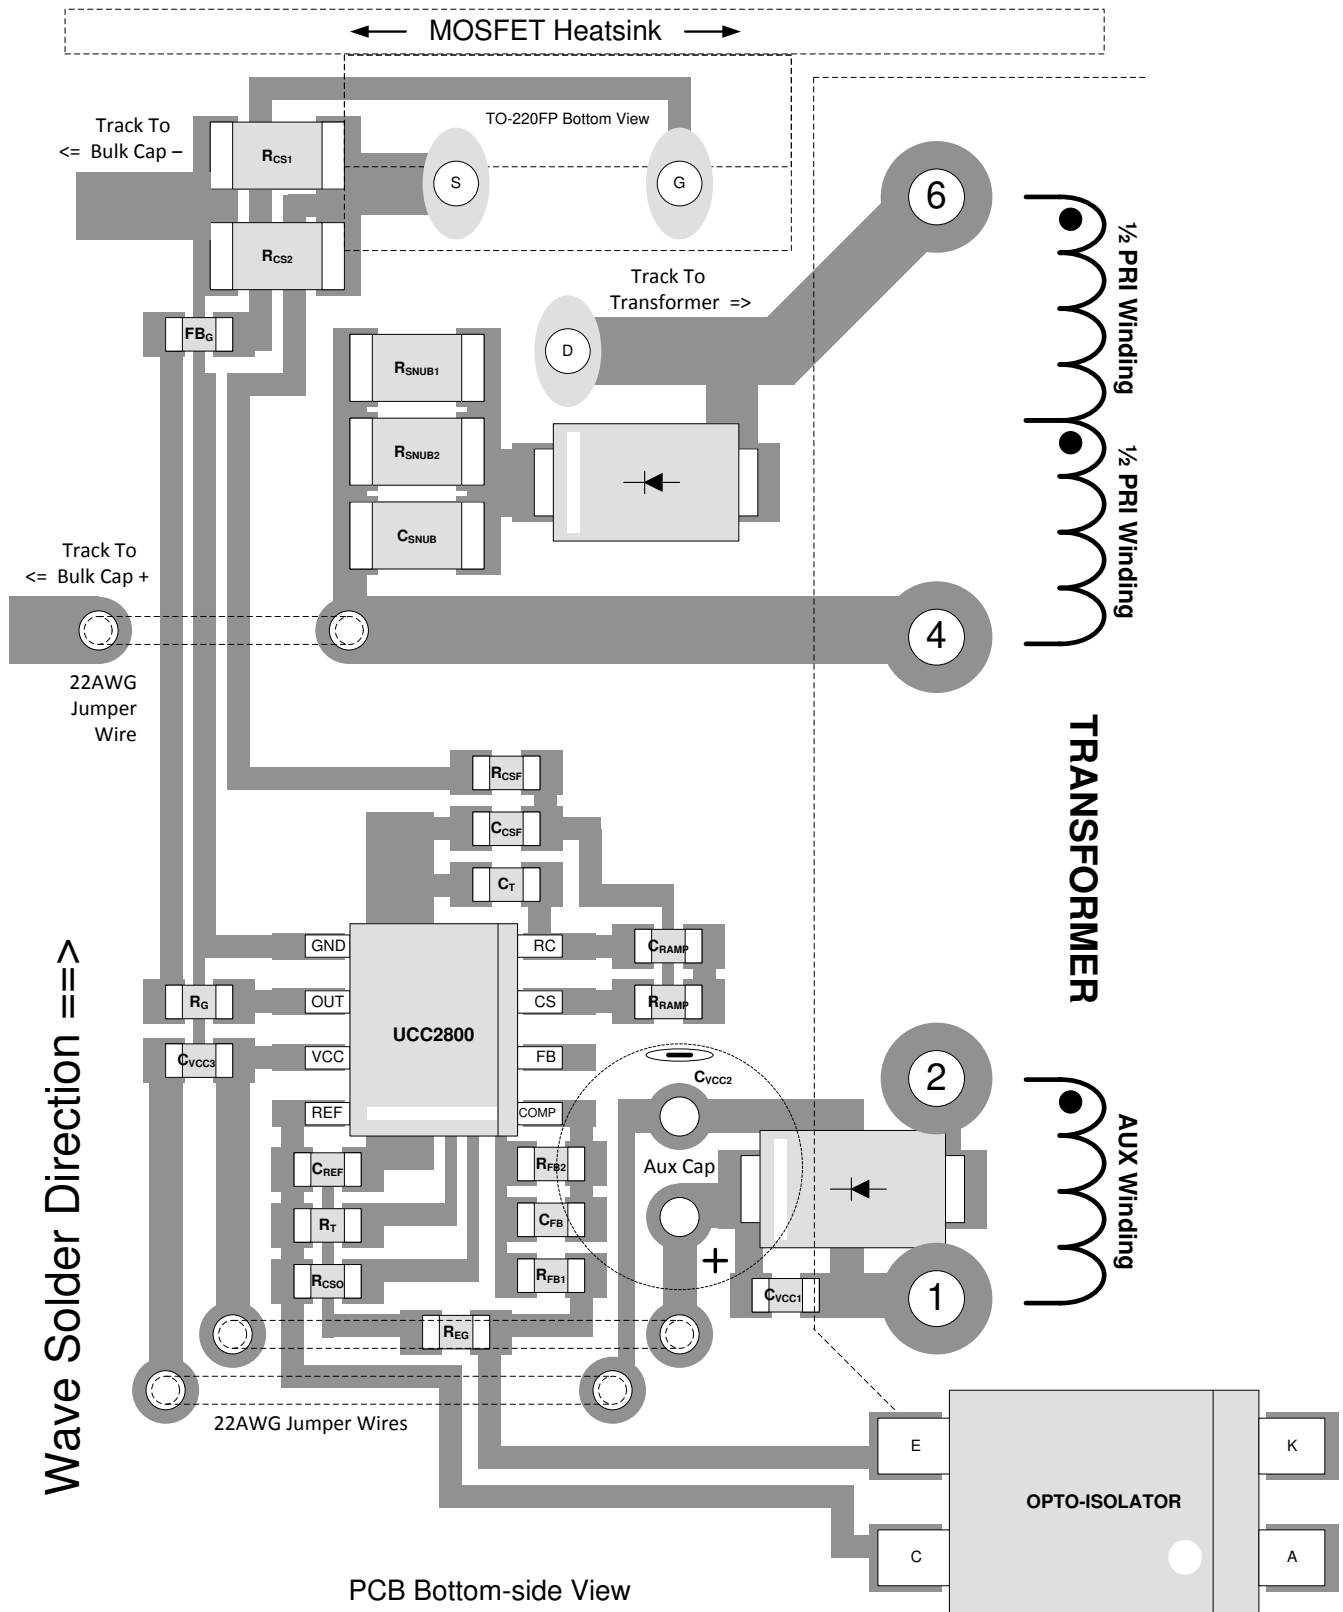 MOSFET Heatsink
TO-220FP Bottom View
Track To
<= Bulk Cap –
RCS1
S
G
6
RCS2
½ PRI Winding
Track To
Transformer =>
FBG
D
RSNUB1
RSNUB2
CSNUB
½ PRI Winding
Track To
<= Bulk Cap +
4
22AWG
Jumper
Wire
TRANSFORMER
RCSF
CCSF
CT
GND
RC
CRAMP
OUT
CS
RG
RRAMP
UCC2800
VCC
FB
CVCC3
–
CVCC2
2
REF
COMP
AUX Winding
CREF
RFB2
Aux Cap
RT
CFB
+
RCSO
RFB1
CVCC1
1
REG
22AWG Jumper Wires
Wave Solder Direction ==>
E
K
OPTO-ISOLATOR
C
A
PCB Bottom-side View